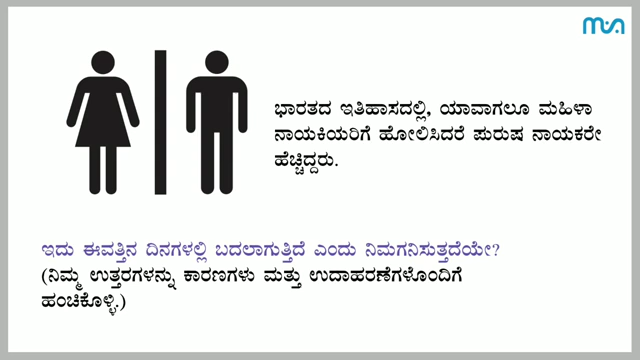 ಭಾರತದ ಇತಿಹಾಸದಲ್ಲಿ, ಯಾವಾಗಲೂ ಮಹಿಳಾ
ನಾಯಕಿಯರಿಗೆ ಹೋಲಿಸಿದರೆ ಪುರುಷ ನಾಯಕರೇ
ಹೆಚ್ಚಿದ್ದರು.
ಇದು ಈವತ್ತಿನ ದಿನಗಳಲ್ಲಿ ಬದಲಾಗುತ್ತಿದೆ ಎಂದು ನಿಮಗನಿಸುತ್ತದೆಯೇ?
(ನಿಮ್ಮ ಉತ್ತರಗಳನ್ನು ಕಾರಣಗಳು ಮತ್ತು ಉದಾಹರಣೆಗಳೊಂದಿಗೆ
ಹಂಚಿಕೊಳ್ಳಿ.)